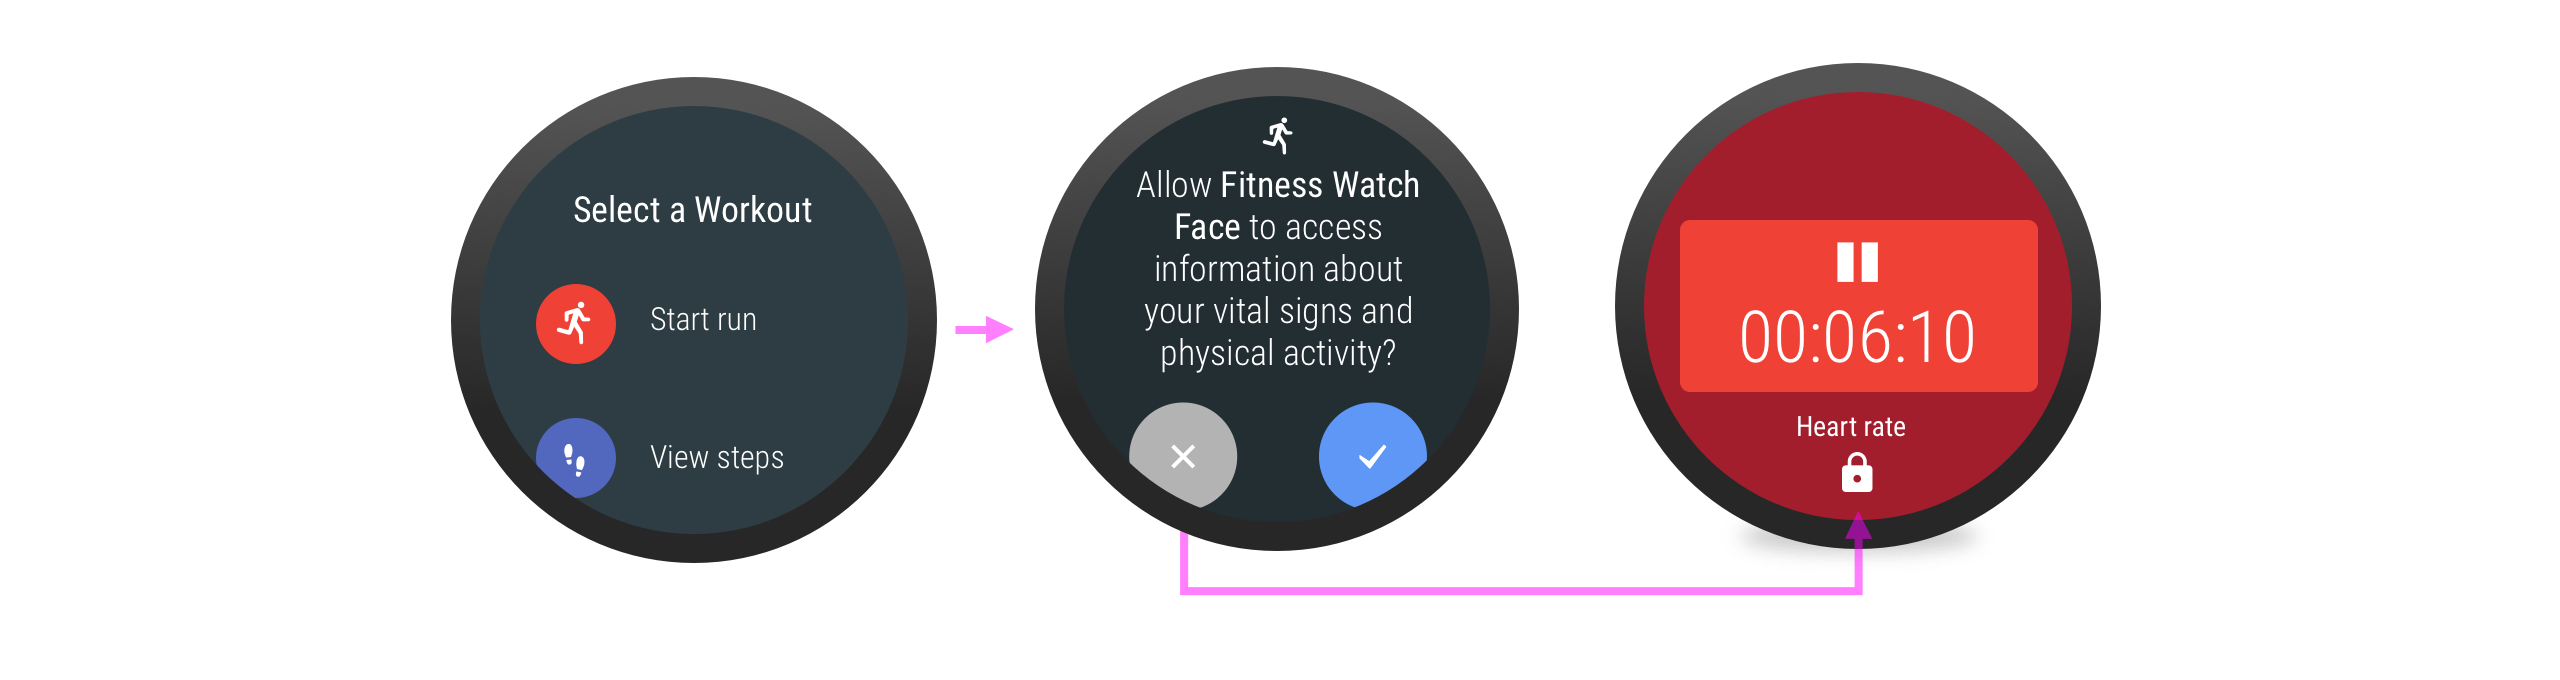 Select a Workout
Start run
View steps
Allow Fitness Watch
Face to access
information about
your vital signs and
physical activity?
00:06:10
Heart rate